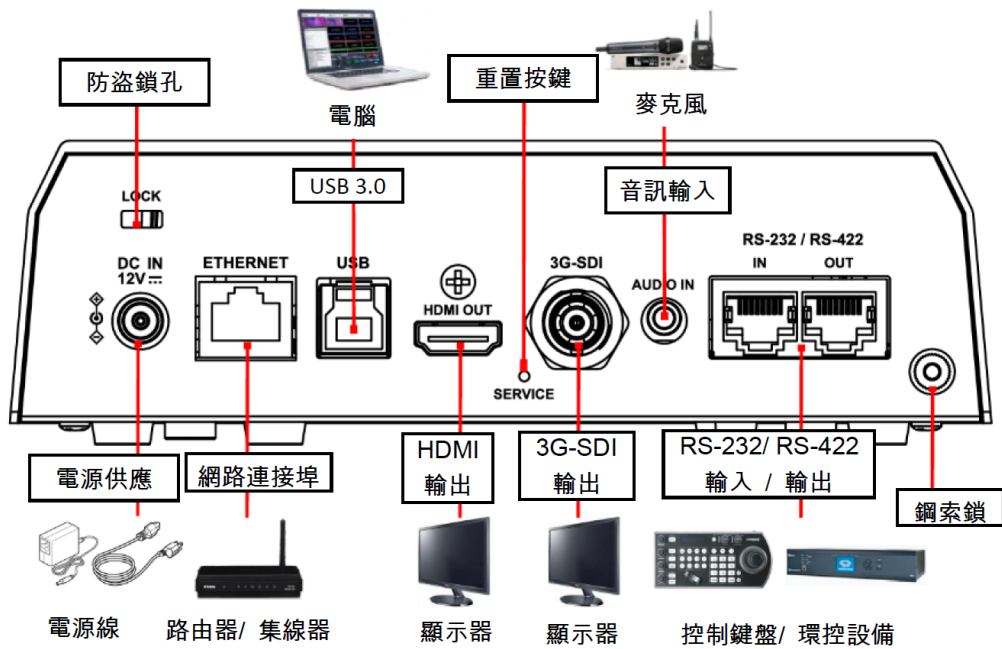 防盜鎖孔
電腦
重置按鍵
麥克風
USB 3.0
音訊輸入
LOCK
RS-232 / RS-422
IN
OUT
DC IN
12V
ETHERNET
USB
HDMI OUT
3G-SDI
AUDIO IN
SERVICE
電源供應
網路連接埠
HDMI
輸出
3G-SDI
輸出
RS-232/ RS-422
輸入 / 輸出
鋼索鎖
電源線
路由器/ 集線器
顯示器
顯示器
控制鍵盤/ 環控設備